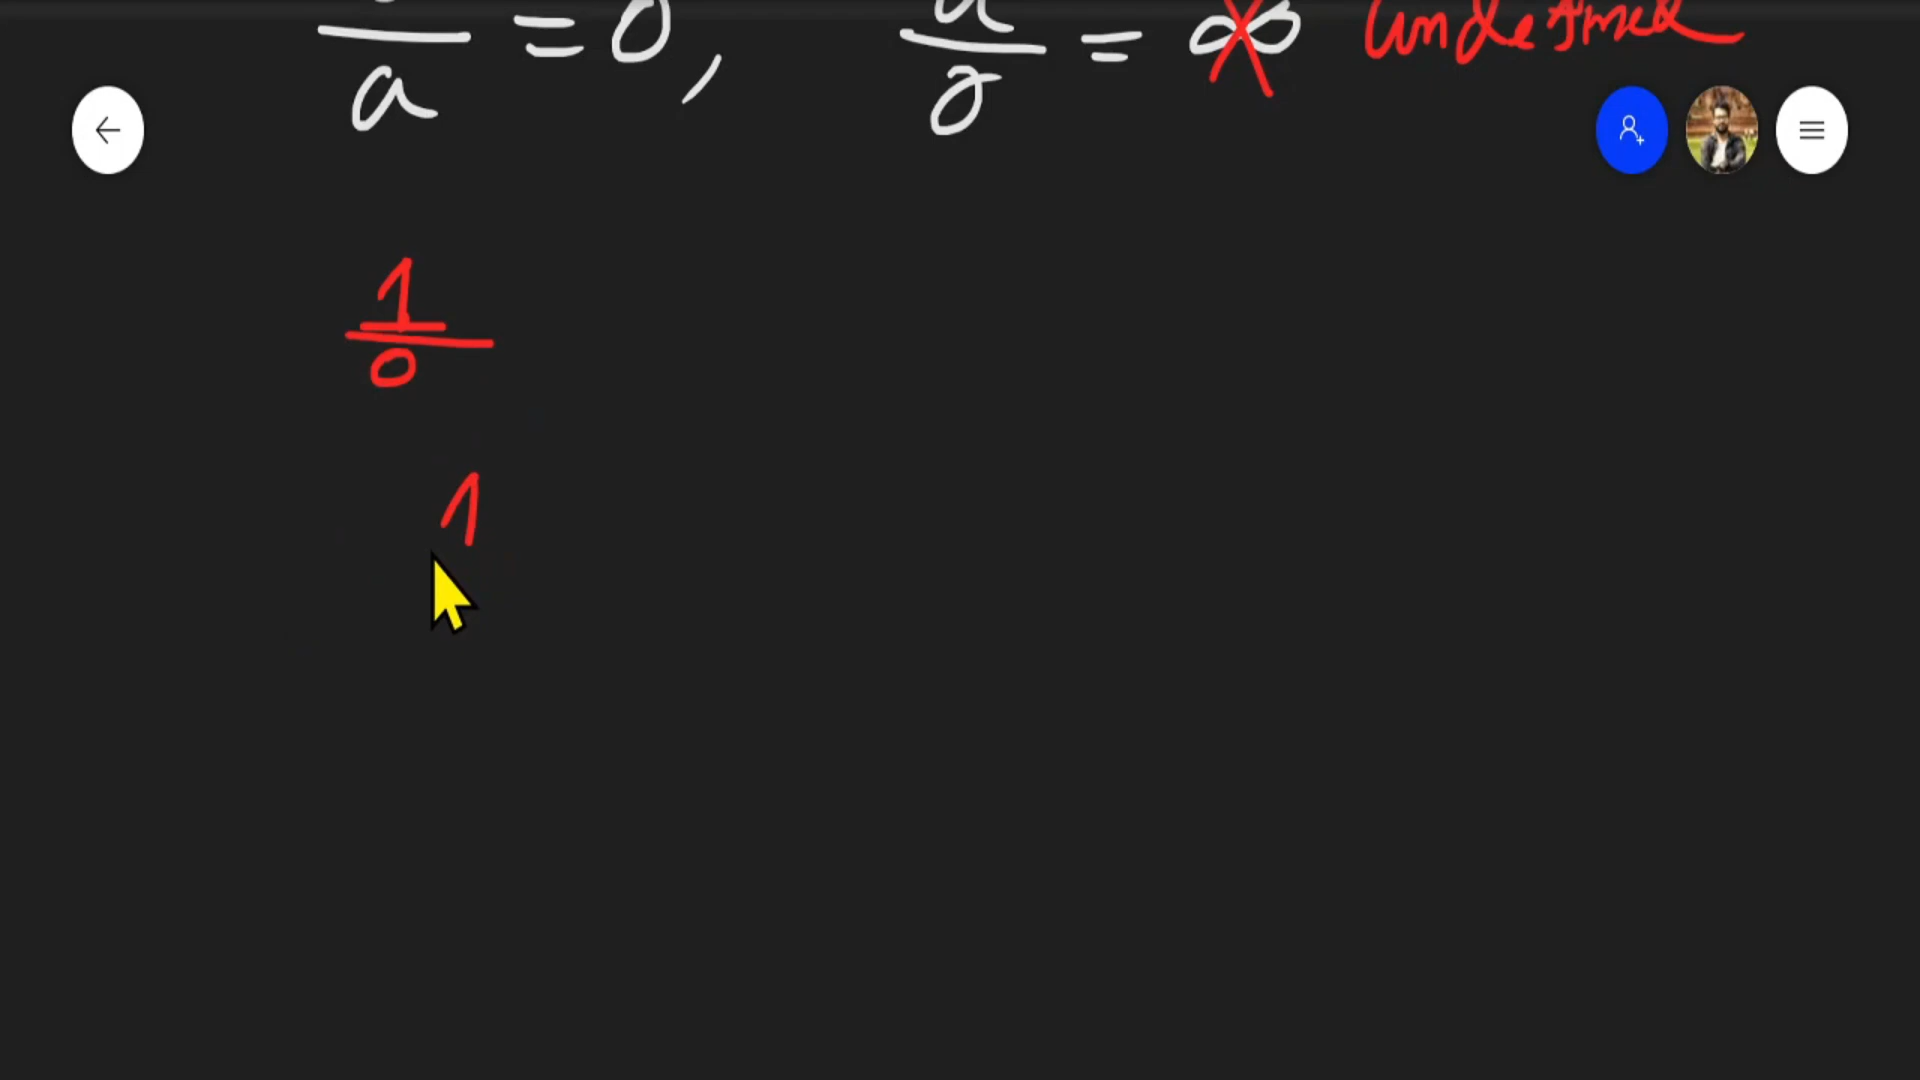 /a = 0, a/0 = ∞ undefined
1/0
1